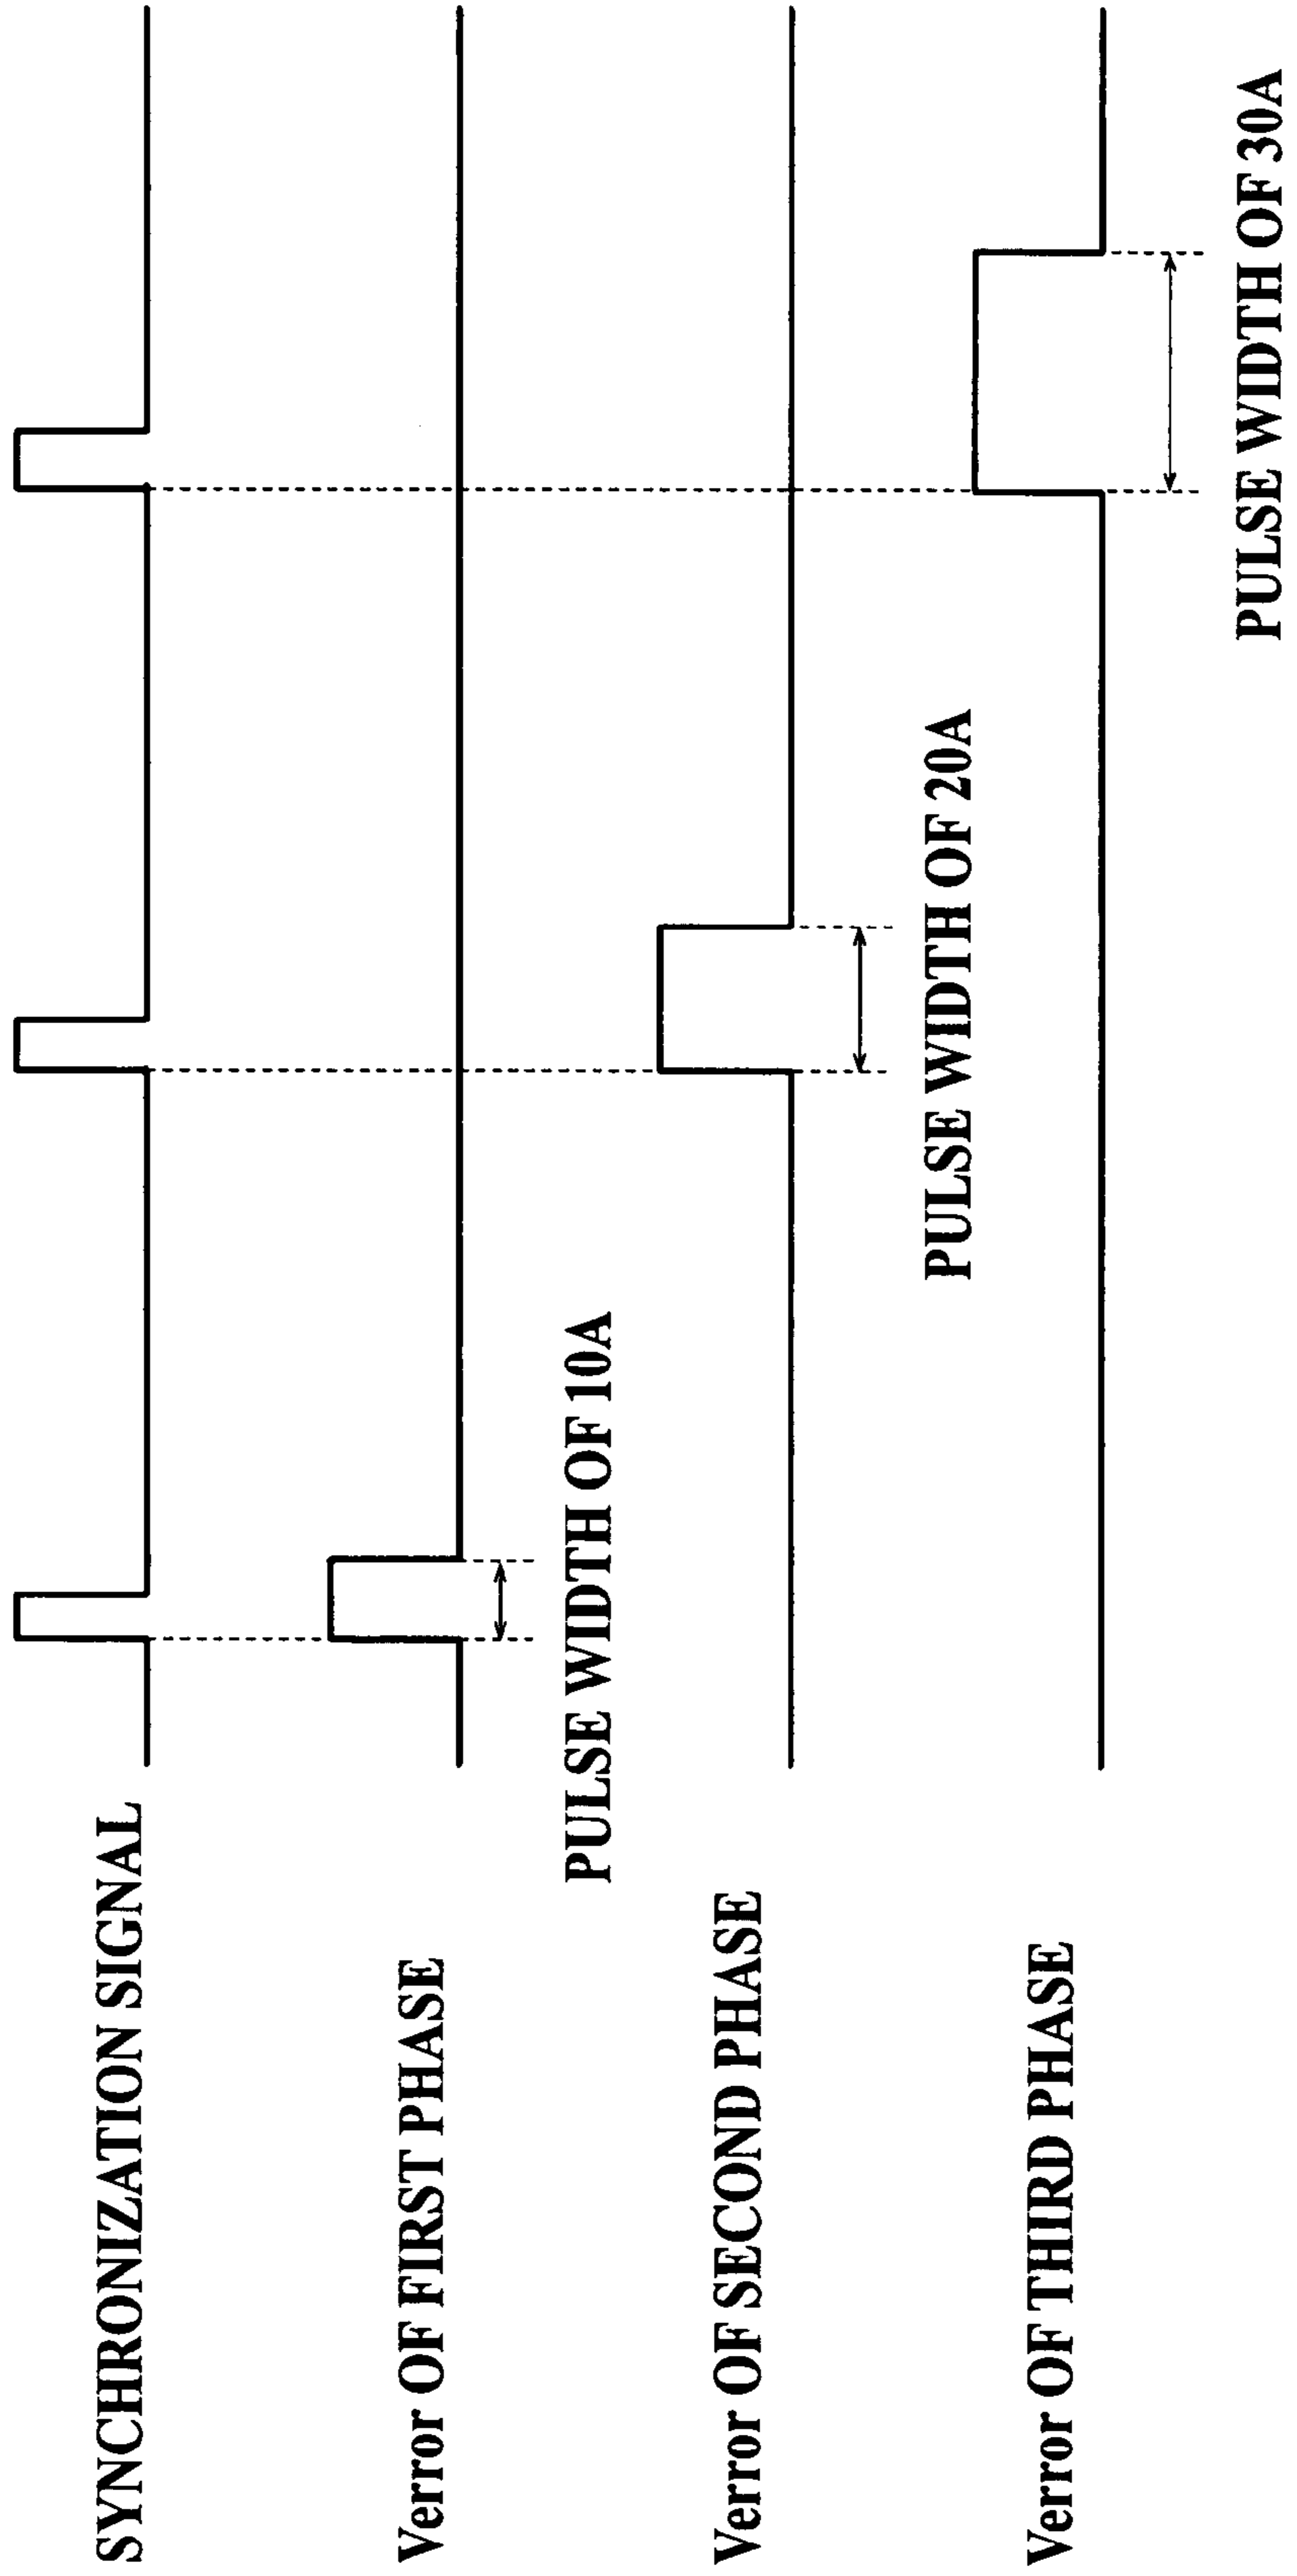 SYNCHRONIZATION SIGNAL
Verror OF FIRST PHASE
PULSE WIDTH OF 10A
Verror OF SECOND PHASE
PULSE WIDTH OF 20A
Verror OF THIRD PHASE
PULSE WIDTH OF 30A